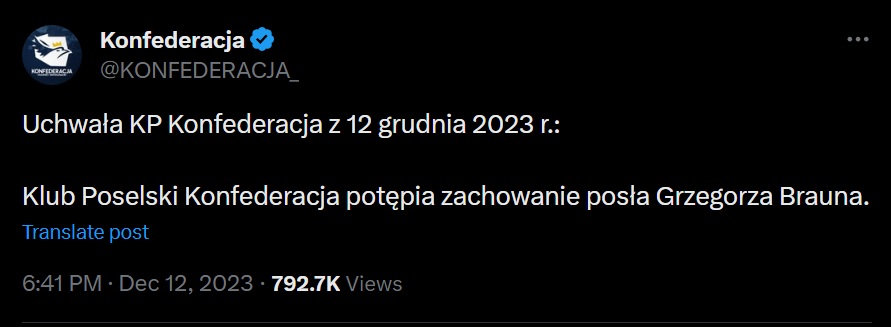 Konfederacja
@KONFEDERACJA_
KONFEDERACJA
Uchwała KP Konfederacja z 12 grudnia 2023 r.:
Klub Poselski Konfederacja potępia zachowanie posła Grzegorza Brauna.
Translate post
6:41 PM · Dec 12, 2023 · 792.7K Views